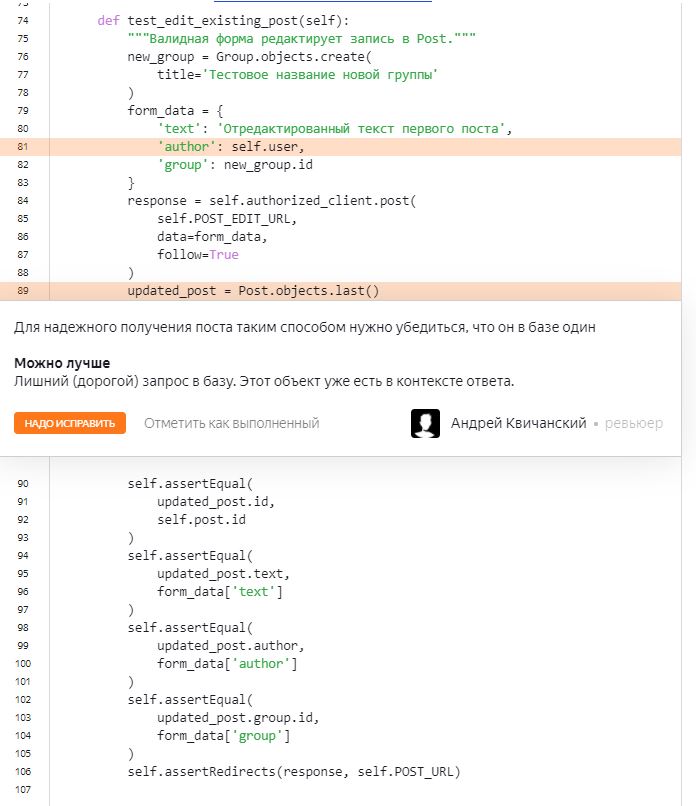 73
74 def test_edit_existing_post(self):
75 """Валидная форма редактирует запись в Post."""
76 new_group = Group.objects.create(
77 title='Тестовое название новой группы'
78 )
79 form_data = {
80 'text': 'Отредактированный текст первого поста',
81 'author': self.user,
82 'group': new_group.id
83 }
84 response = self.authorized_client.post(
85 self.POST_EDIT_URL,
86 data=form_data,
87 follow=True
88 )
89 updated_post = Post.objects.last()
Для надежного получения поста таким способом нужно убедиться, что он в базе один
Можно лучше
Лишний (дорогой) запрос в базу. Этот объект уже есть в контексте ответа.
НАДО ИСПРАВИТЬ Отметить как выполненный Андрей Квичанский • ревьюер
90 self.assertEqual(
91 updated_post.id,
92 self.post.id
93 )
94 self.assertEqual(
95 updated_post.text,
96 form_data['text']
97 )
98 self.assertEqual(
99 updated_post.author,
100 form_data['author']
101 )
102 self.assertEqual(
103 updated_post.group.id,
104 form_data['group']
105 )
106 self.assertRedirects(response, self.POST_URL)
107